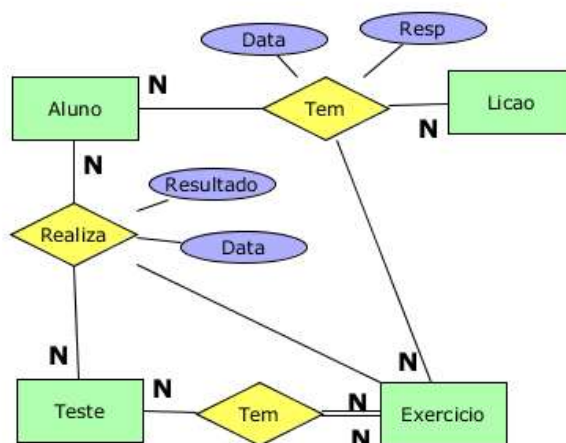 Data
Resp
N
Aluno
Tem
Licao
N
N
Resultado
Realiza
Data
N
N
N
N
Teste
Tem
Exercicio
N